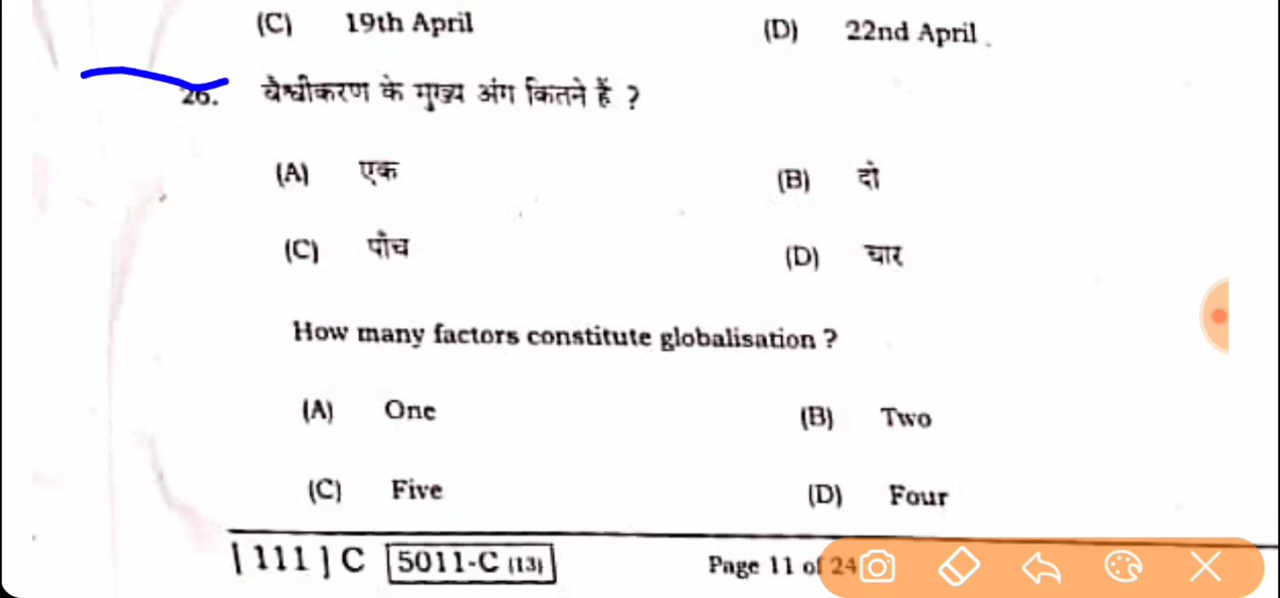 (C) 19th April (D) 22nd April .
26. वैश्वीकरण के मुख्य अंग कितने हैं ?
(A) एक (B) दो
(C) पाँच (D) चार
How many factors constitute globalisation ?
(A) One (B) Two
(C) Five (D) Four
[ 111 ] C 5011-C (13) Page 11 of 24